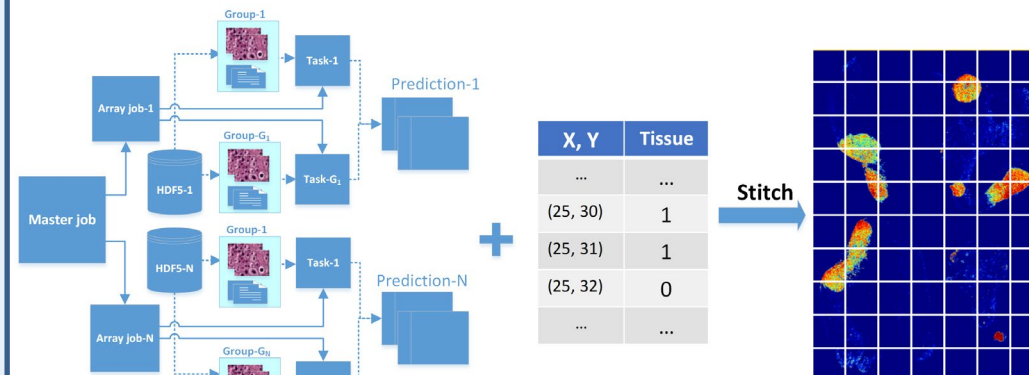 Group-1
Task-1
Prediction-1
Array job-1
Group-G₁
X, Y Tissue
HDF5-1
Task-G₁
... ...
Master job
Stitch
(25, 30) 1
(25, 31) 1
Group-1
HDF5-N
Task-1
Prediction-N
(25, 32) 0
Array job-N
... ...
Group-Gₙ